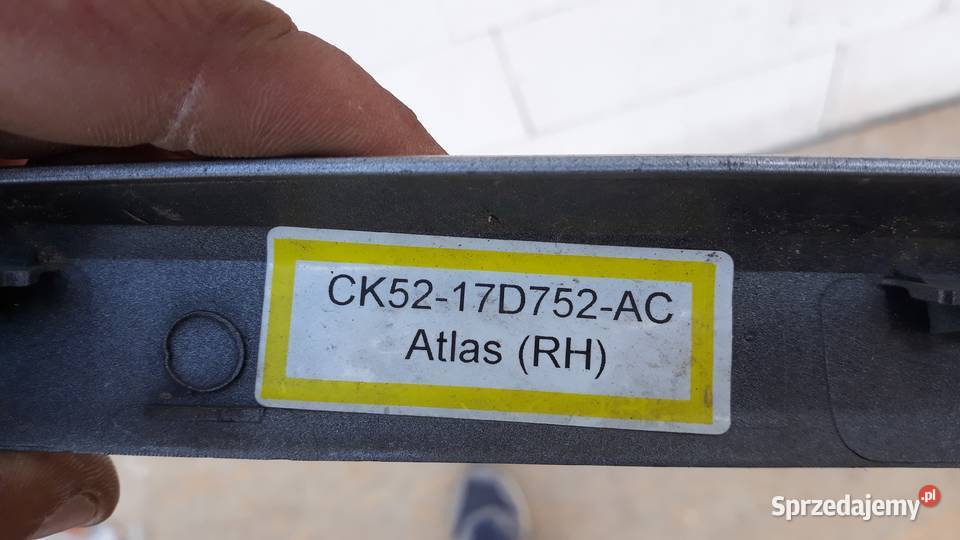 CK52-17D752-AC
Atlas (RH)
Sprzedajemy.pl